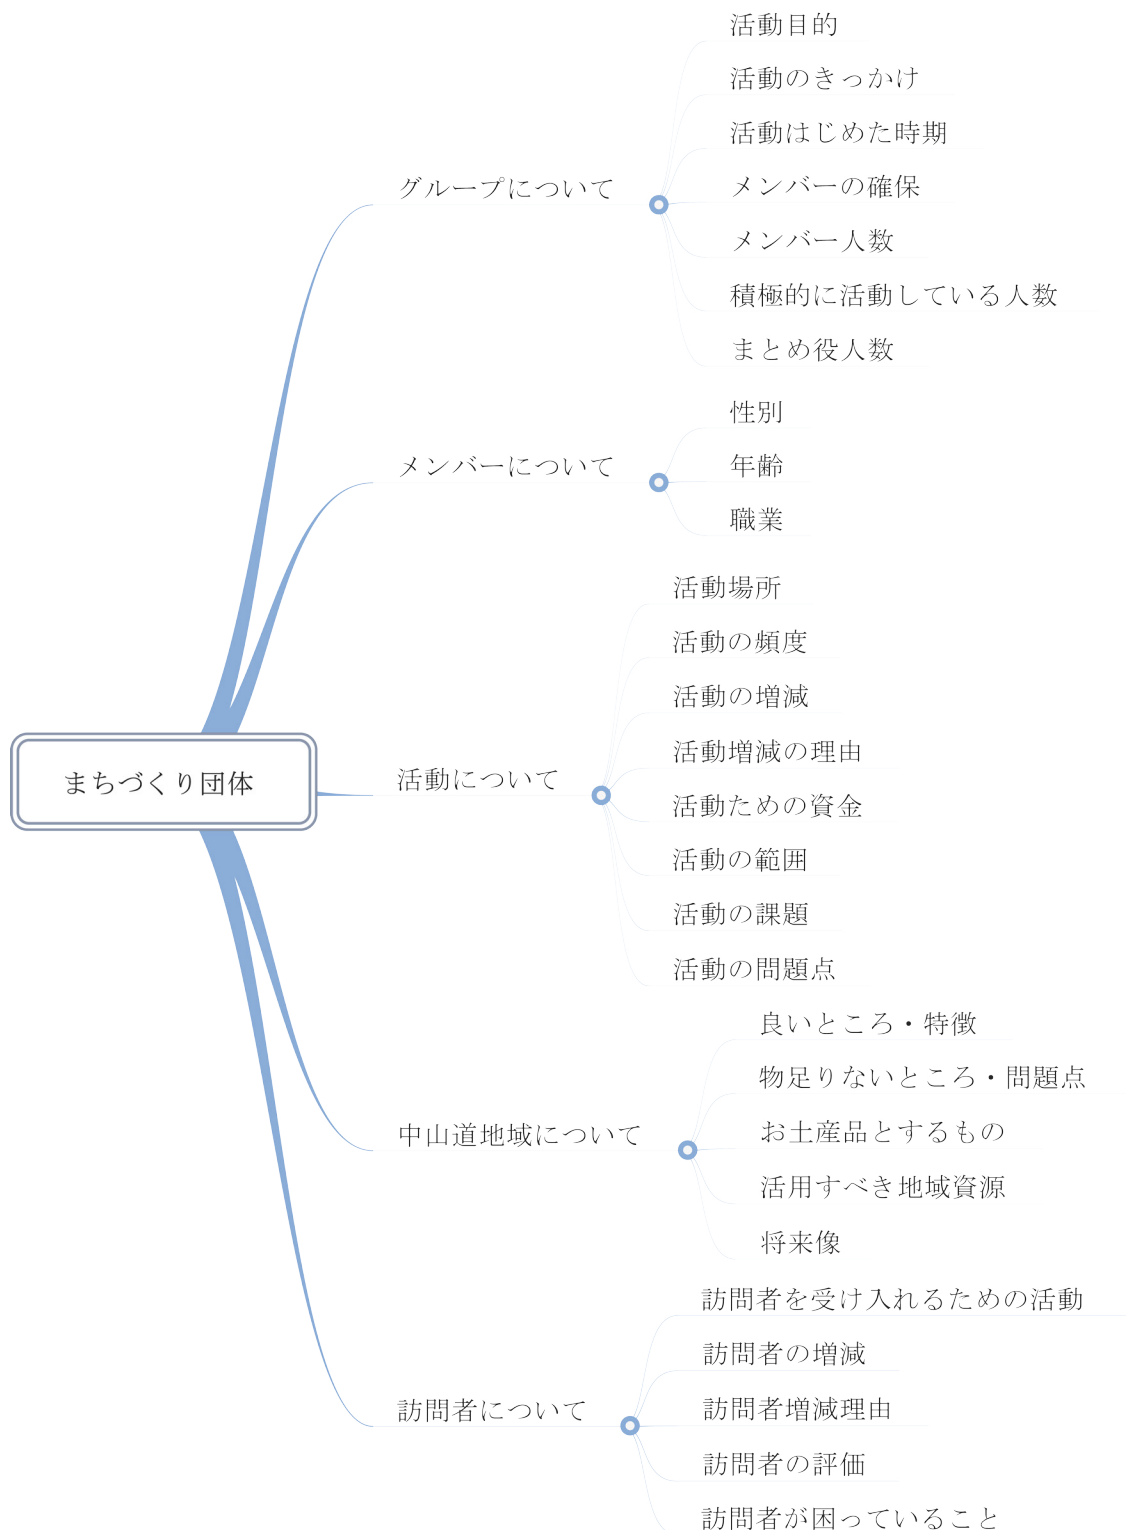 まちづくり団体
グループについて
活動目的
活動のきっかけ
活動はじめた時期
メンバーの確保
メンバー人数
積極的に活動している人数
まとめ役人数
メンバーについて
性別
年齢
職業
活動について
活動場所
活動の頻度
活動の増減
活動増減の理由
活動ための資金
活動の範囲
活動の課題
活動の問題点
中山道地域について
良いところ・特徴
物足りないところ・問題点
お土産品とするもの
活用すべき地域資源
将来像
訪問者について
訪問者を受け入れるための活動
訪問者の増減
訪問者増減理由
訪問者の評価
訪問者が困っていること